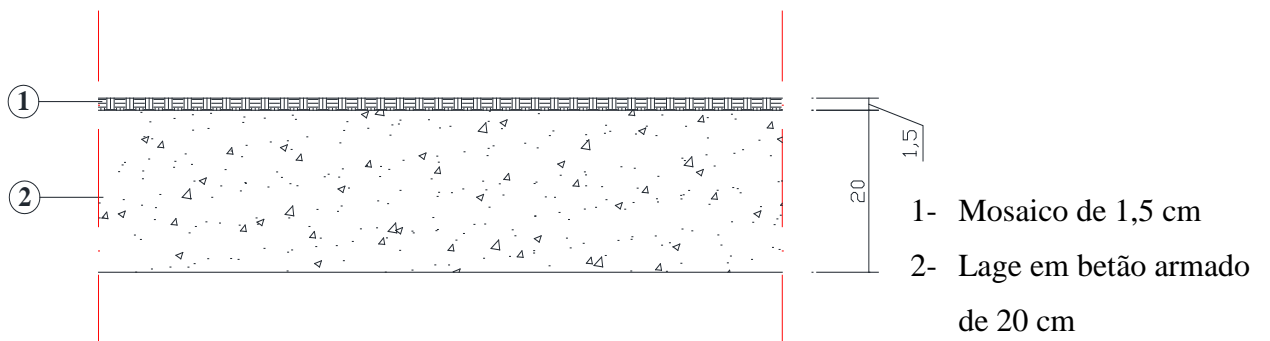 1
2
1,5
20
1- Mosaico de 1,5 cm
2- Lage em betão armado
de 20 cm